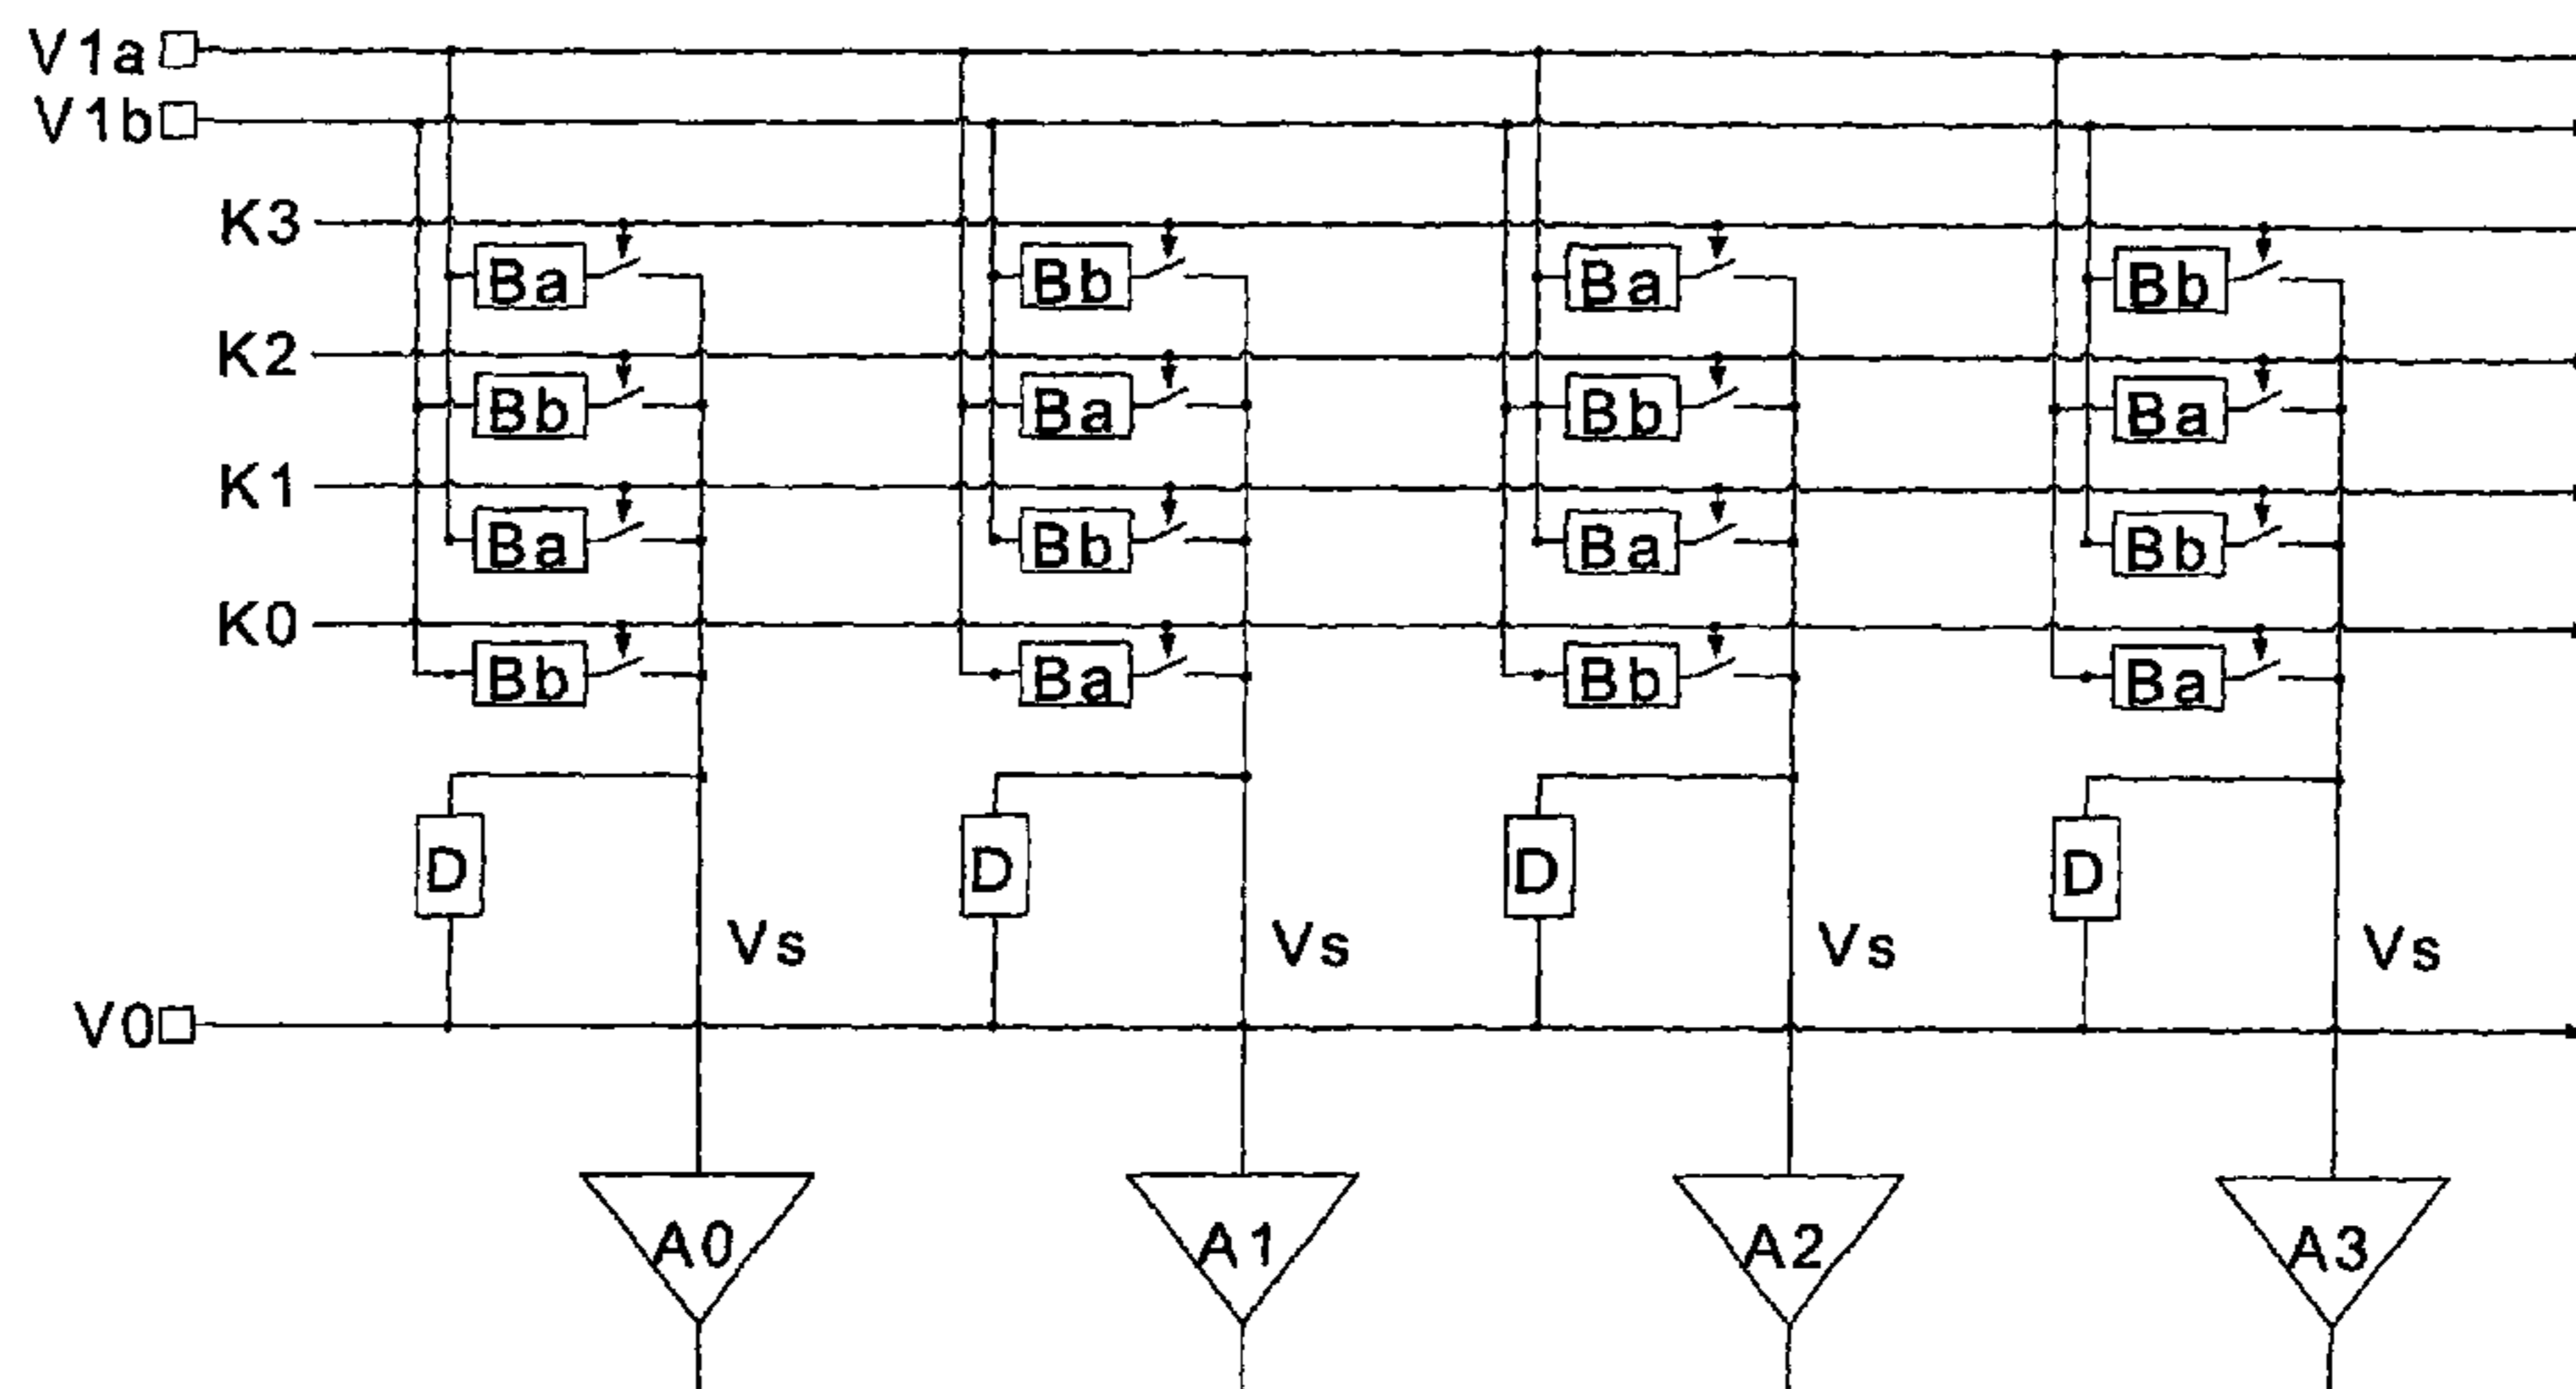 V1a
V1b
K3
Ba Bb Ba Bb
K2
Bb Ba Bb Ba
K1
Ba Bb Ba Bb
K0
Bb Ba Bb Ba
D D D D
Vs Vs Vs Vs
V0
A0 A1 A2 A3